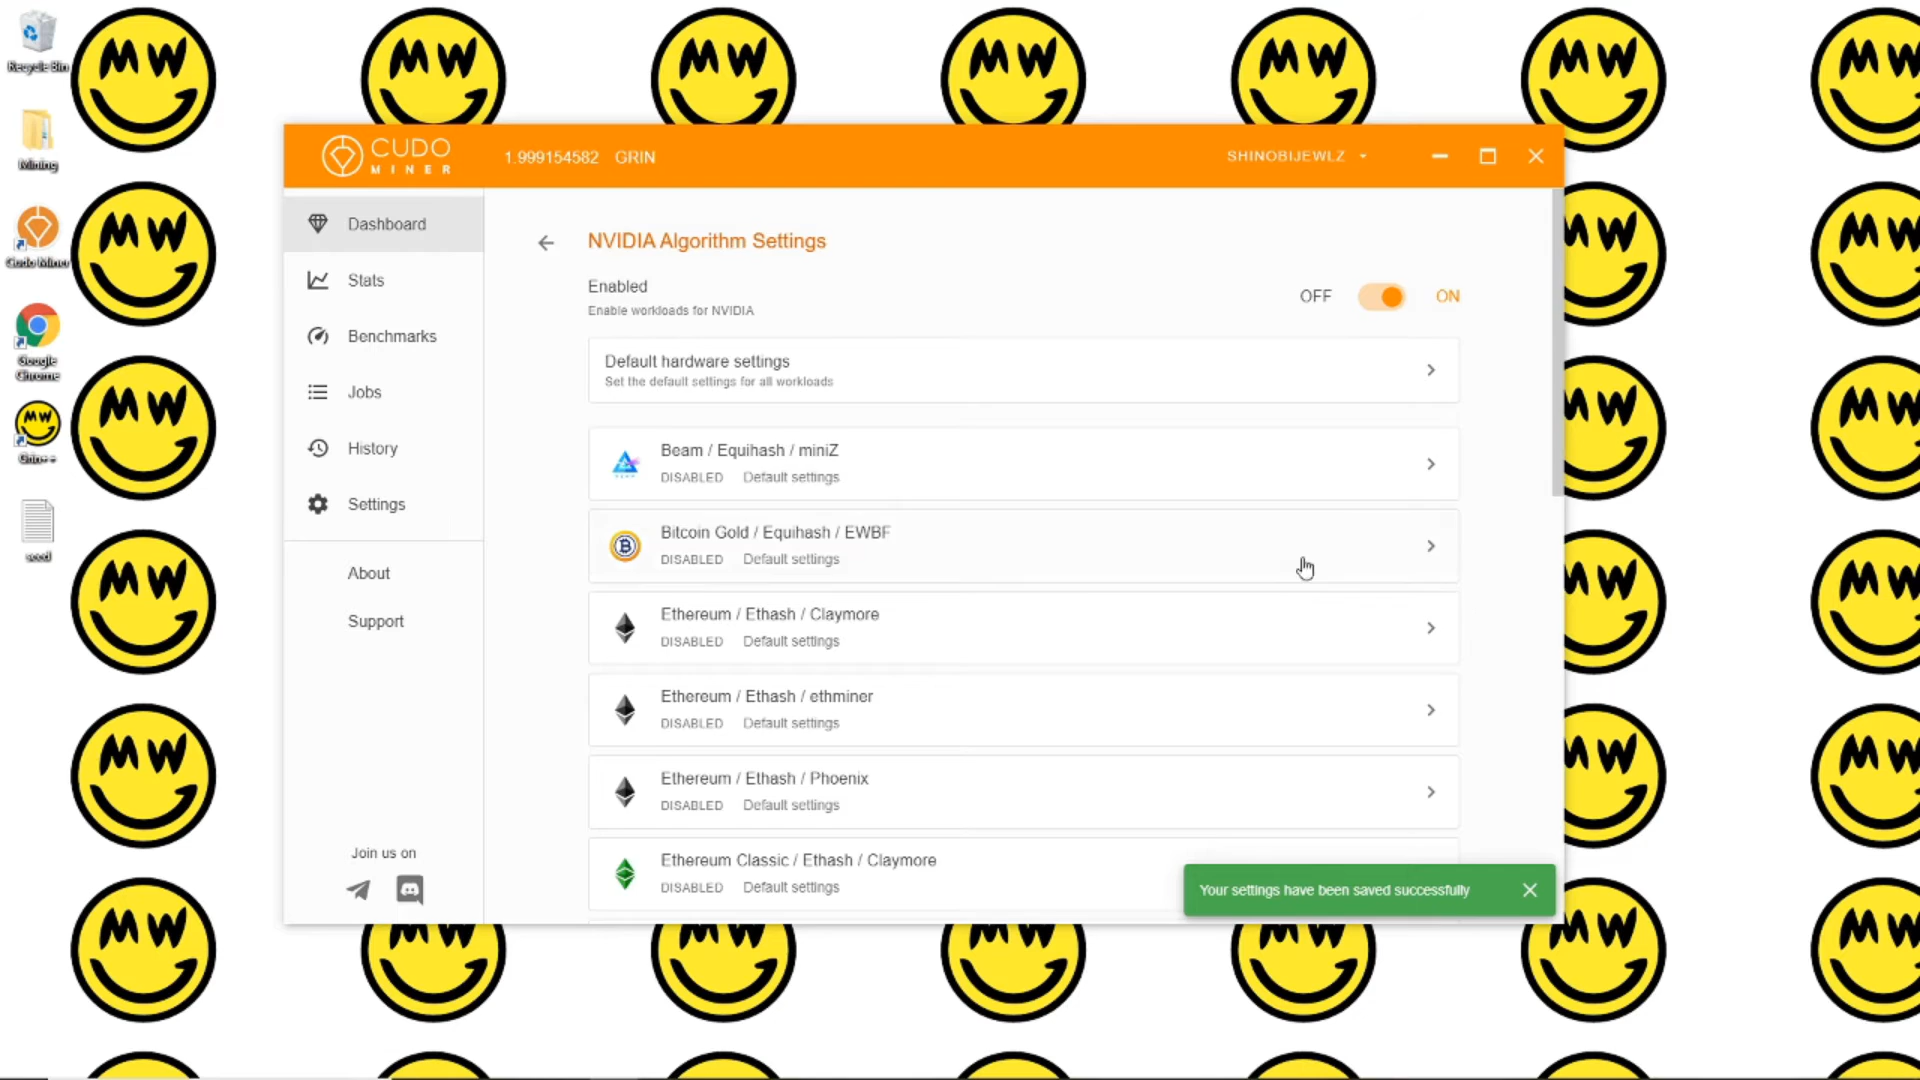 Recycle Bin
Mining
Cudo Miner
Google
Chrome
Grin++
seed
MW
CUDO
MINER
1.999154582 GRIN
SHINOBIJEWLZ
Dashboard
Stats
Benchmarks
Jobs
History
Settings
About
Support
Join us on
NVIDIA Algorithm Settings
Enabled
Enable workloads for NVIDIA
OFF ON
Default hardware settings
Set the default settings for all workloads
Beam / Equihash / miniZ
DISABLED Default settings
Bitcoin Gold / Equihash / EWBF
DISABLED Default settings
Ethereum / Ethash / Claymore
DISABLED Default settings
Ethereum / Ethash / ethminer
DISABLED Default settings
Ethereum / Ethash / Phoenix
DISABLED Default settings
Ethereum Classic / Ethash / Claymore
DISABLED Default settings
Your settings have been saved successfully